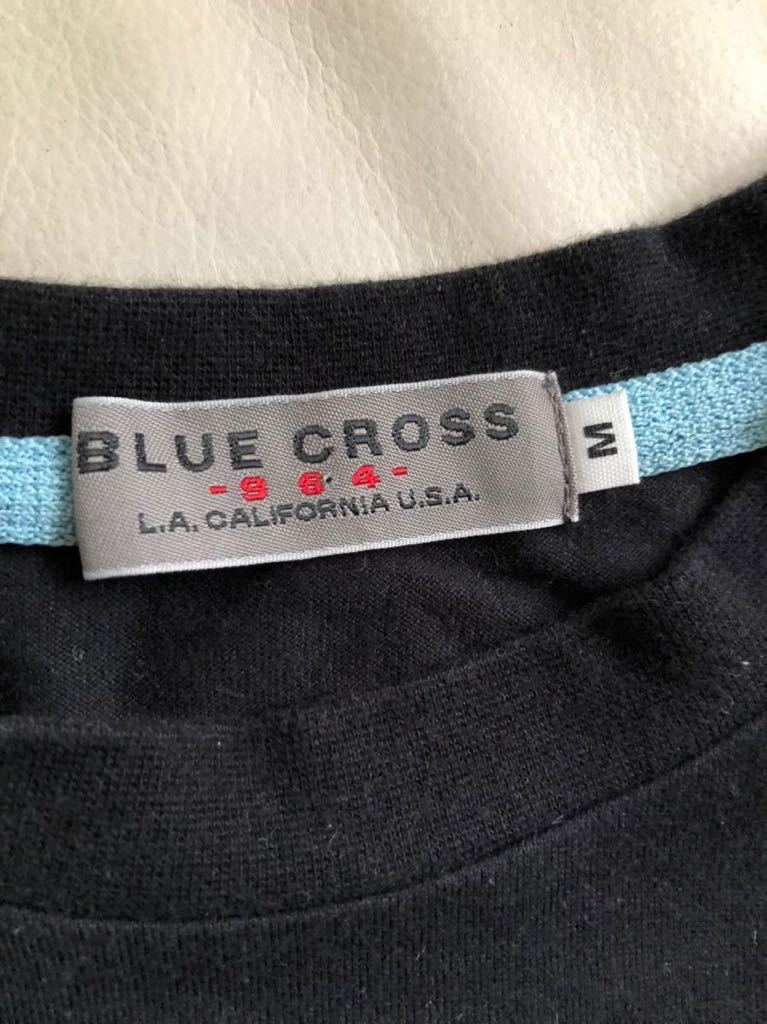 BLUE CROSS
-9 6 4-
L.A. CALIFORNIA U.S.A.
M